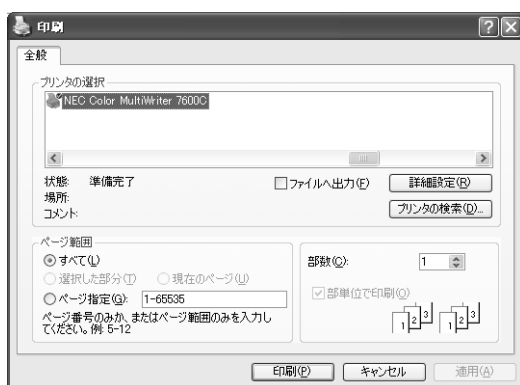 印刷
全般
プリンタの選択
NEC Color MultiWriter 7600C
状態: 準備完了
場所:
コメント:
ファイルへ出力(F)
詳細設定(R)
プリンタの検索(D)...
ページ範囲
すべて(L)
選択した部分(T) 現在のページ(U)
ページ指定(G): 1-65535
ページ番号のみか、またはページ範囲のみを入力し
てください。例: 5-12
部数(C): 1
部単位で印刷(O)
1 2 3 1 2 3
印刷(P) キャンセル 適用(A)